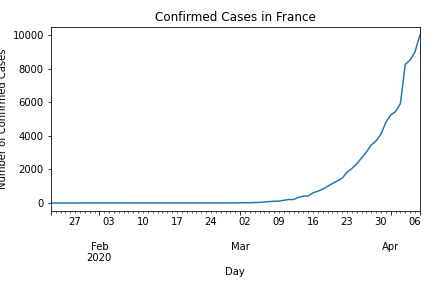 Confirmed Cases in France
Number of Confirmed Cases
10000
8000
6000
4000
2000
0
27 03 10 17 24 02 09 16 23 30 06
Feb Mar Apr
2020
Day